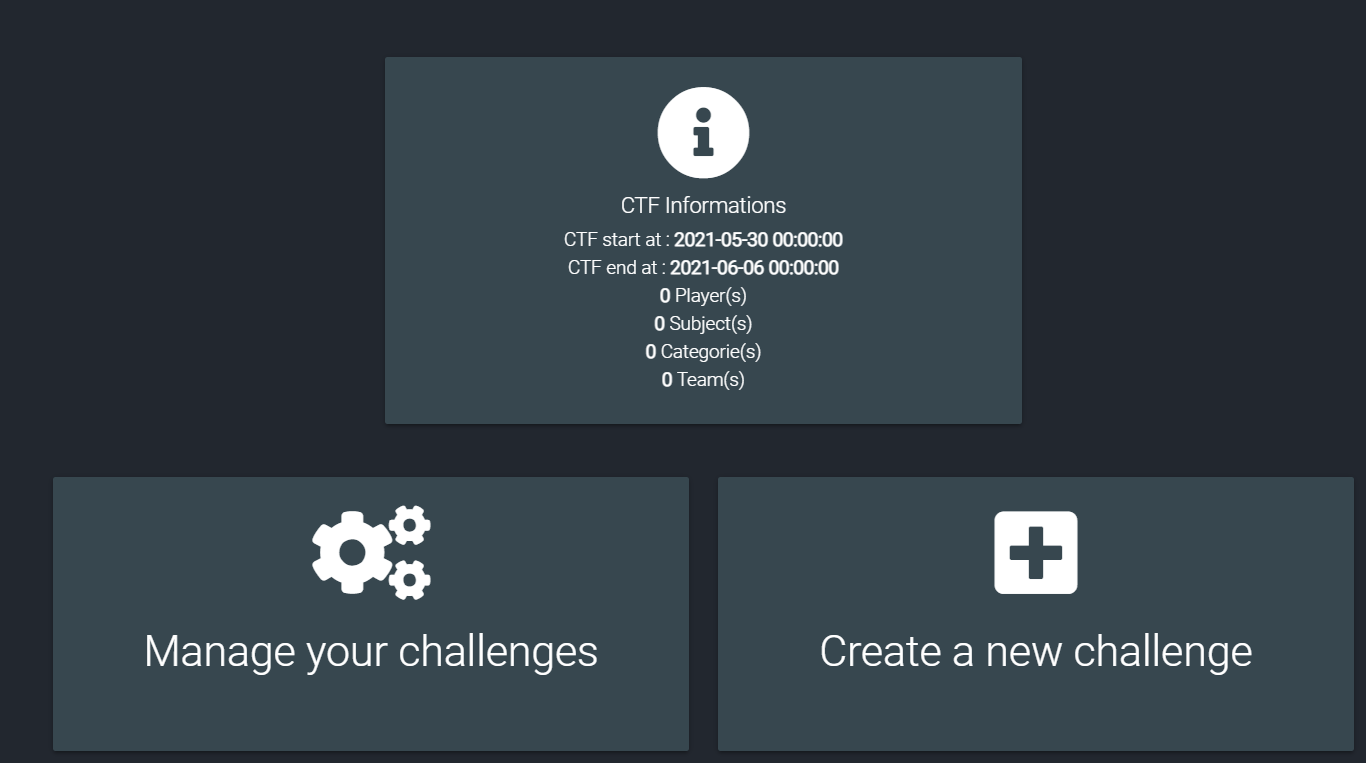 CTF Informations
CTF start at : 2021-05-30 00:00:00
CTF end at : 2021-06-06 00:00:00
0 Player(s)
0 Subject(s)
0 Categorie(s)
0 Team(s)
Manage your challenges
Create a new challenge